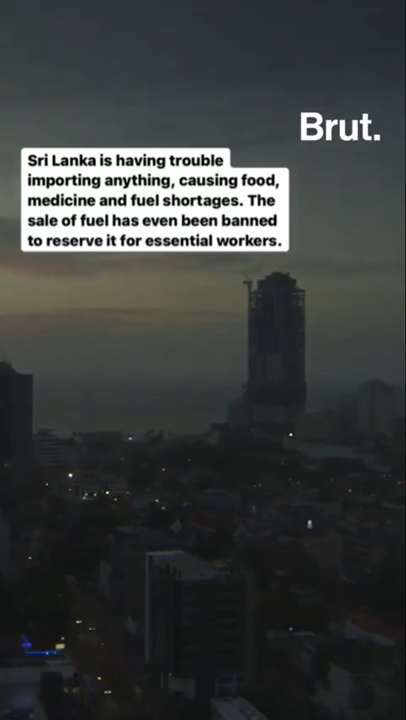 Brut.
Sri Lanka is having trouble
importing anything, causing food,
medicine and fuel shortages. The
sale of fuel has even been banned
to reserve it for essential workers.